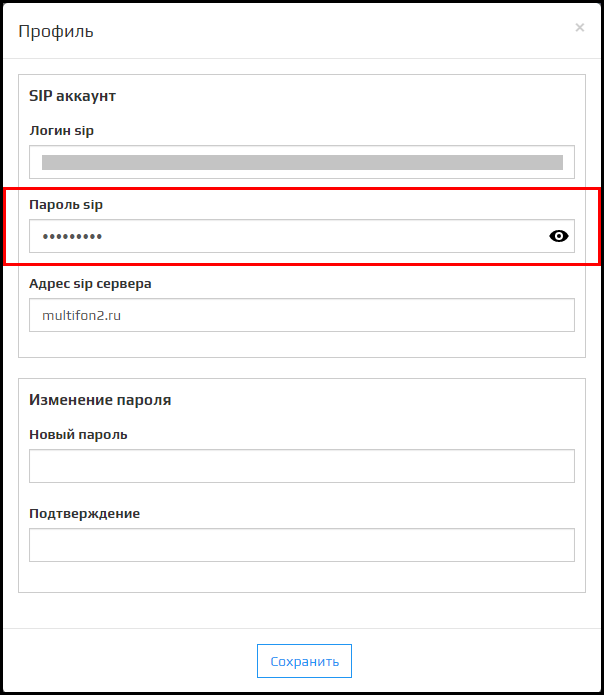 Профиль
×
SIP аккаунт
Логин sip
Пароль sip
•••••••••
Адрес sip сервера
multifon2.ru
Изменение пароля
Новый пароль
Подтверждение
Сохранить